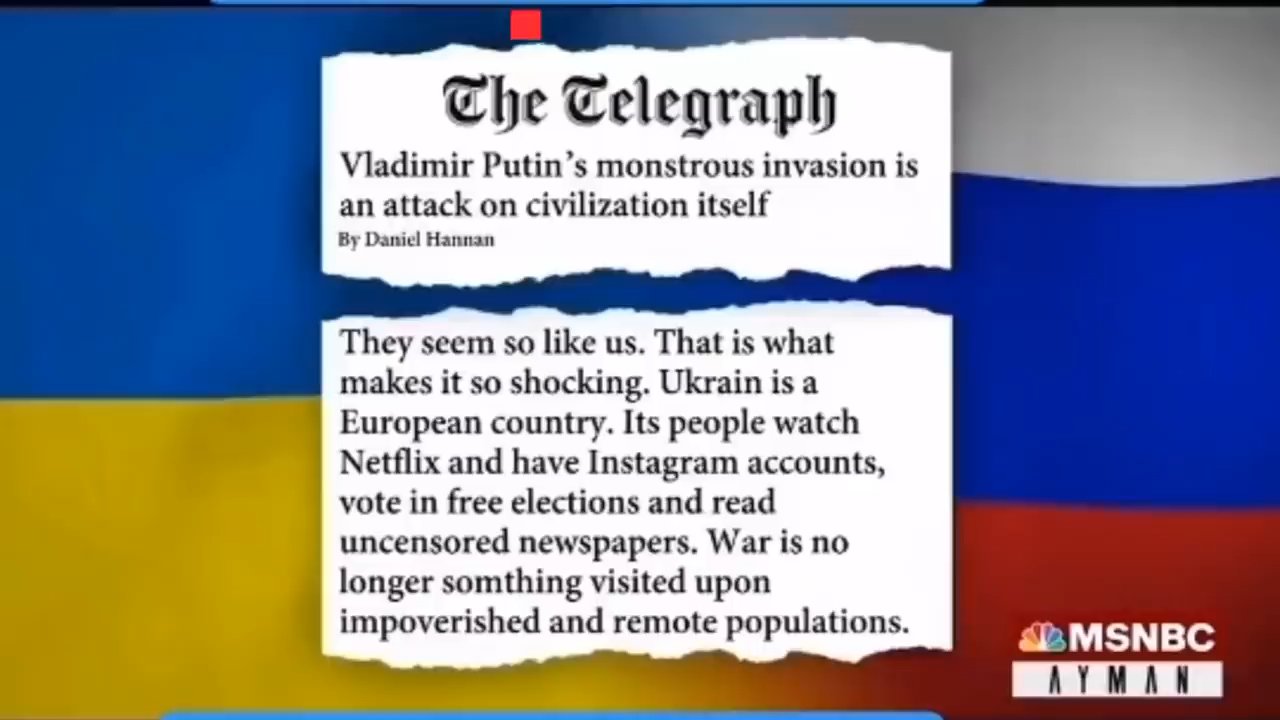 The Telegraph
Vladimir Putin's monstrous invasion is
an attack on civilization itself
By Daniel Hannan
They seem so like us. That is what
makes it so shocking. Ukrain is a
European country. Its people watch
Netflix and have Instagram accounts,
vote in free elections and read
uncensored newspapers. War is no
longer somthing visited upon
impoverished and remote populations.
MSNBC
AYMAN